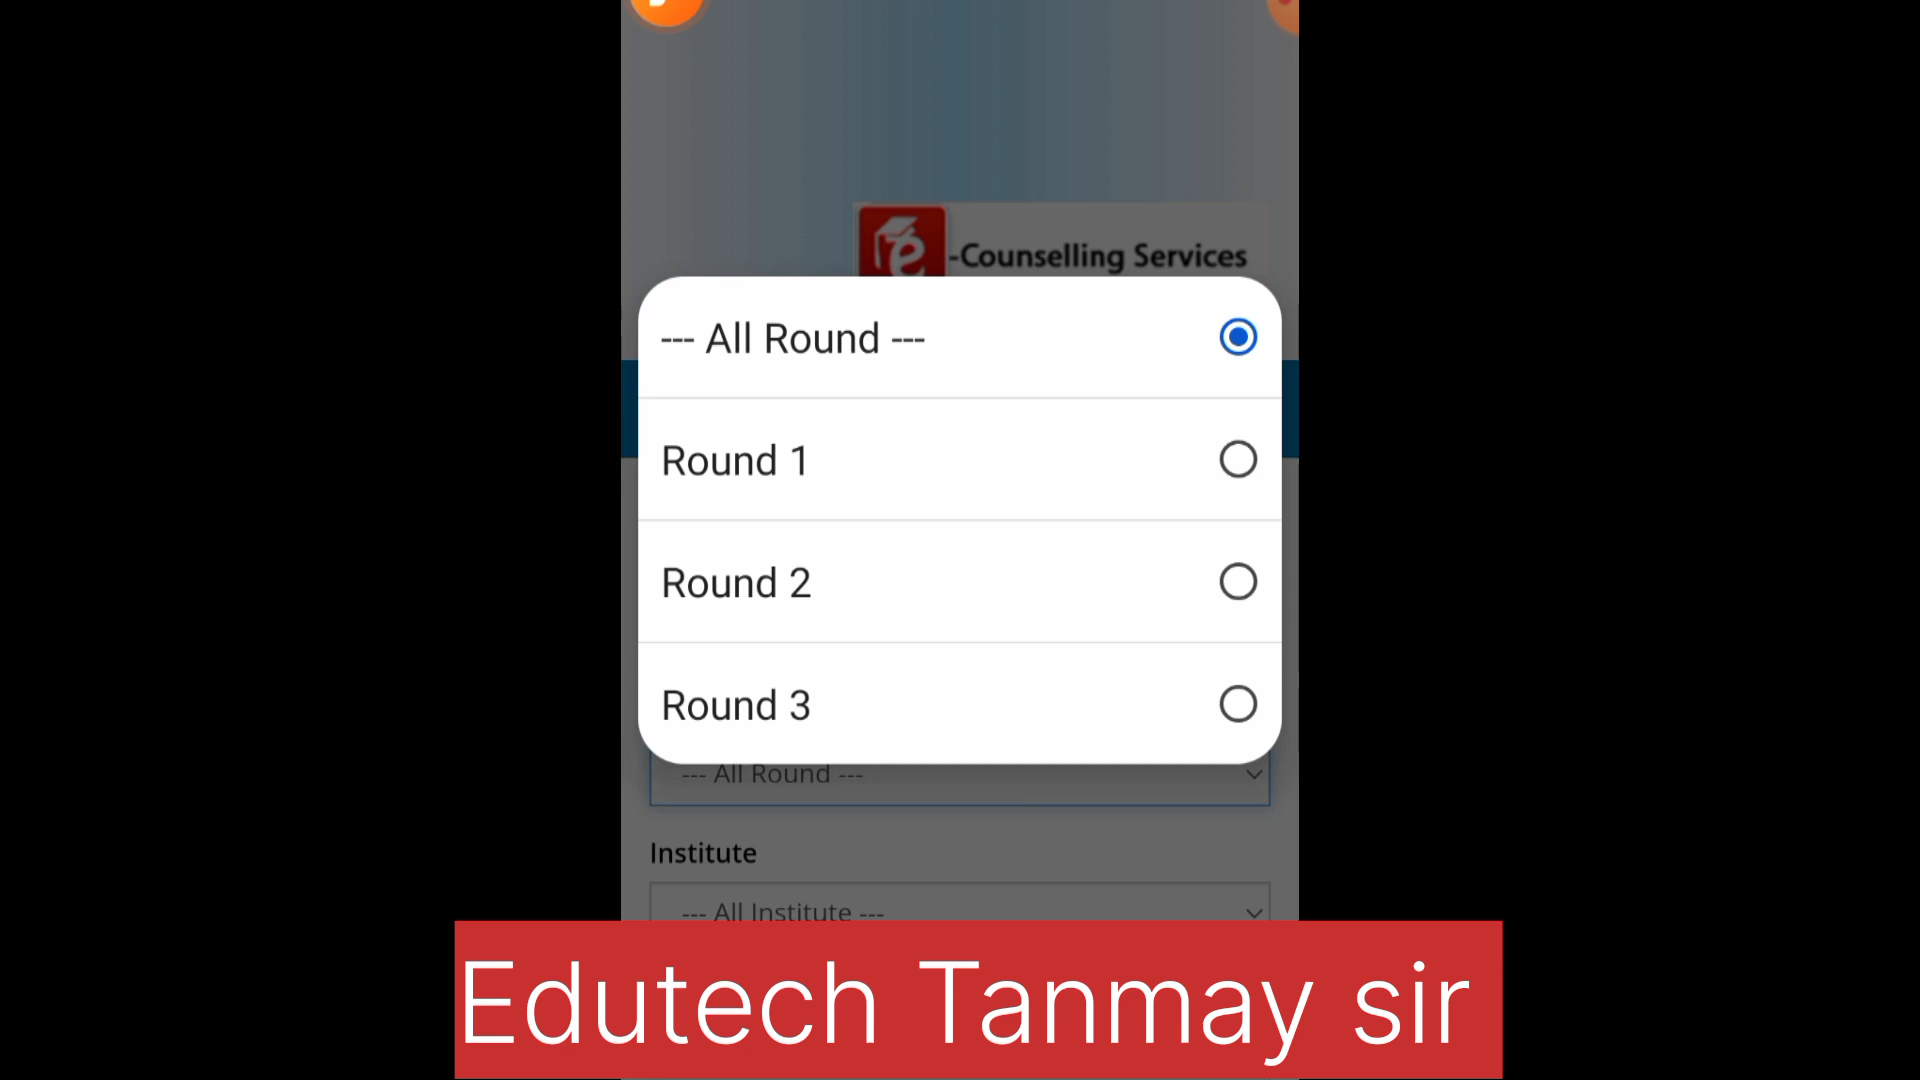 e-Counselling Services
--- All Round ---
Round 1
Round 2
Round 3
--- All Round ---
Institute
--- All Institute ---
Edutech Tanmay sir